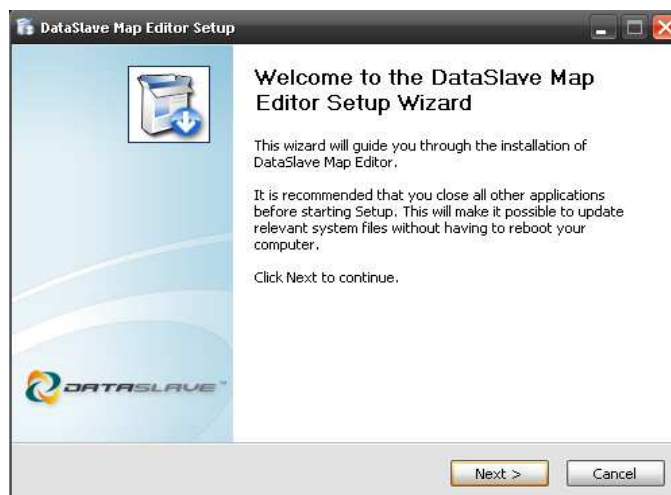 DataSlave Map Editor Setup
Welcome to the DataSlave Map
Editor Setup Wizard
This wizard will guide you through the installation of
DataSlave Map Editor.
It is recommended that you close all other applications
before starting Setup. This will make it possible to update
relevant system files without having to reboot your
computer.
Click Next to continue.
DATASLAVE™
Next >
Cancel